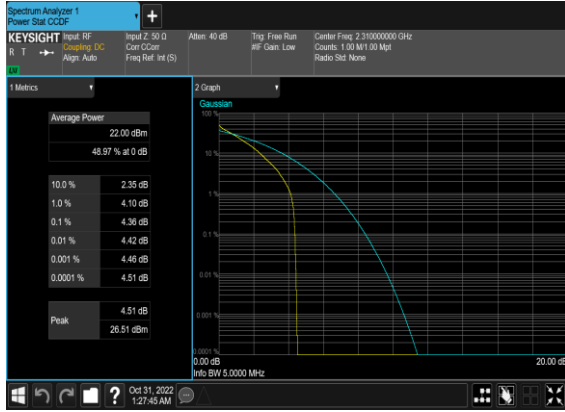 Spectrum Analyzer 1
Power Stat CCDF
KEYSIGHT
R T
Input: RF
Coupling: DC
Align: Auto
Input Z: 50 Ω
Corr CCorr
Freq Ref: Int (S)
Atten: 40 dB
Trig: Free Run
#IF Gain: Low
Center Freq: 2.310000000 GHz
Counts: 1.00 M/1.00 Mpt
Radio Std: None
1 Metrics
Average Power
22.00 dBm
48.97 % at 0 dB
10.0 % 2.35 dB
1.0 % 4.10 dB
0.1 % 4.36 dB
0.01 % 4.42 dB
0.001 % 4.46 dB
0.0001 % 4.51 dB
Peak
4.51 dB
26.51 dBm
2 Graph
Gaussian
100 %
10 %
1 %
0.1 %
0.01 %
0.001 %
0.0001 %
0.00 dB
20.00 dB
Info BW 5.0000 MHz
?
Oct 31, 2022
1:27:45 AM